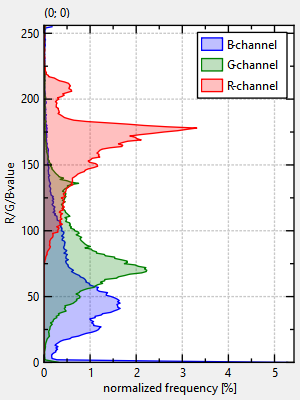 (0; 0)
B-channel
G-channel
R-channel
250
200
150
100
50
0
R/G/Bvalue
0 1 2 3 4 5
normalized frequency [%]